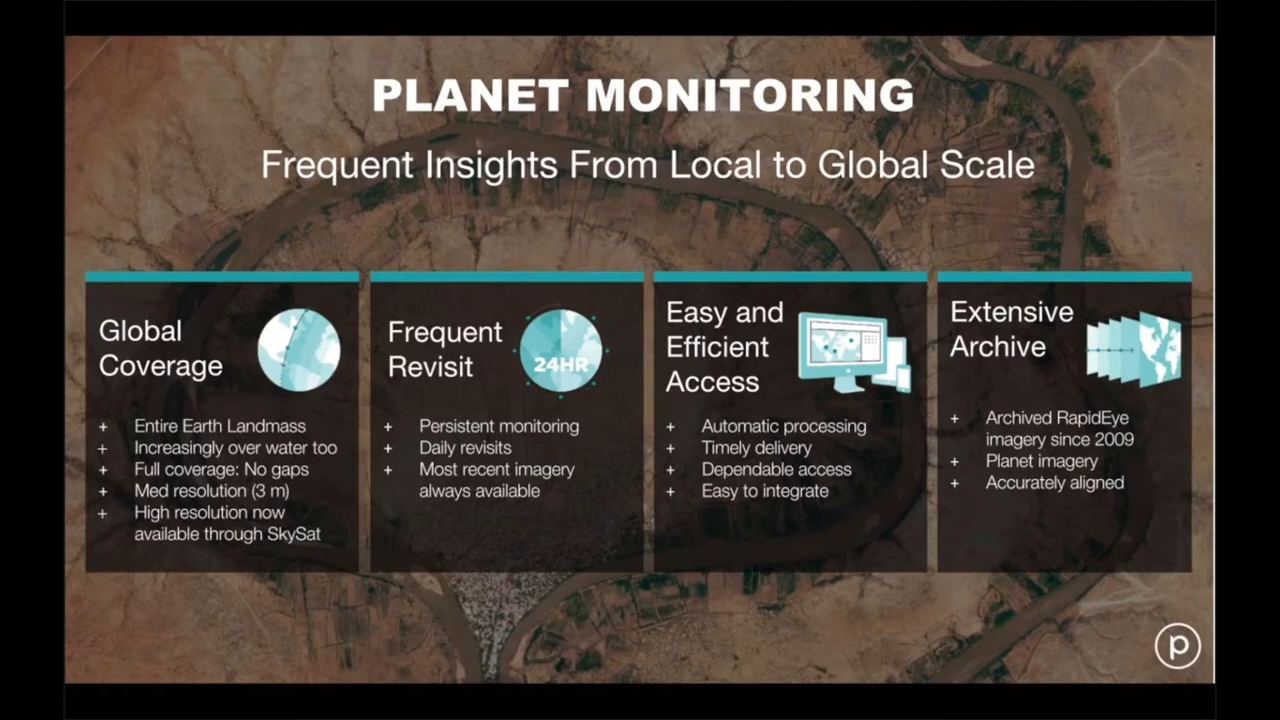 PLANET MONITORING
Frequent Insights From Local to Global Scale
Global
Coverage
+ Entire Earth Landmass
+ Increasingly over water too
+ Full coverage: No gaps
+ Med resolution (3 m)
+ High resolution now
available through SkySat
Frequent
Revisit
24HR
+ Persistent monitoring
+ Daily revisits
+ Most recent imagery
always available
Easy and
Efficient
Access
+ Automatic processing
+ Timely delivery
+ Dependable access
+ Easy to integrate
Extensive
Archive
+ Archived RapidEye
imagery since 2009
+ Planet imagery
+ Accurately aligned
p